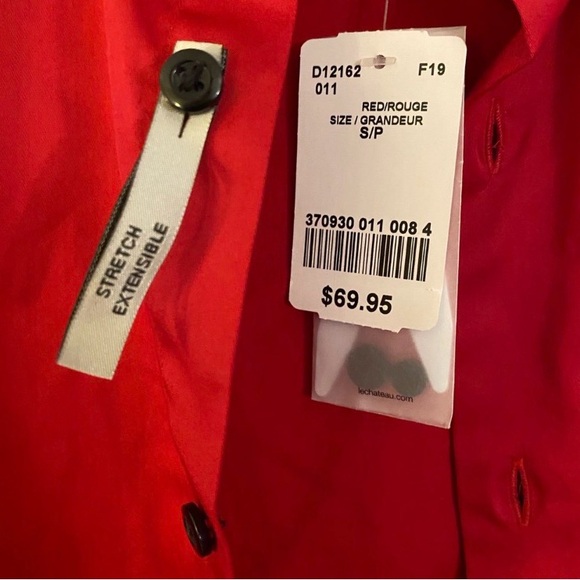 STRETCH
EXTENSIBLE
D12162 F19
011
RED/ROUGE
SIZE / GRANDEUR
S/P
370930 011 008 4
$69.95
lechateau.com